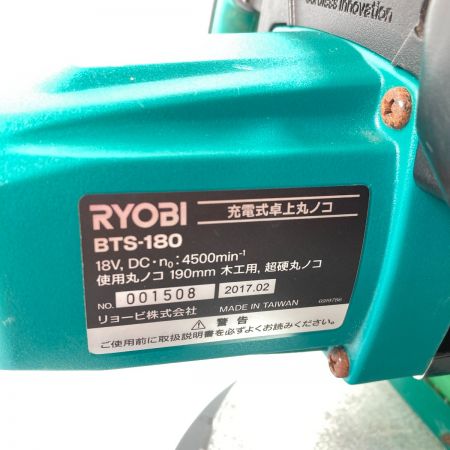 cordless innovation
RYOBI 充電式卓上丸ノコ
BTS-180
18V, DC・n₀: 4500min⁻¹
使用丸ノコ 190mm 木工用, 超硬丸ノコ
NO. 001508 2017.02
リョービ株式会社 MADE IN TAIWAN
⚠ 警告
ご使用前に取扱説明書を必ずよくお読みください。